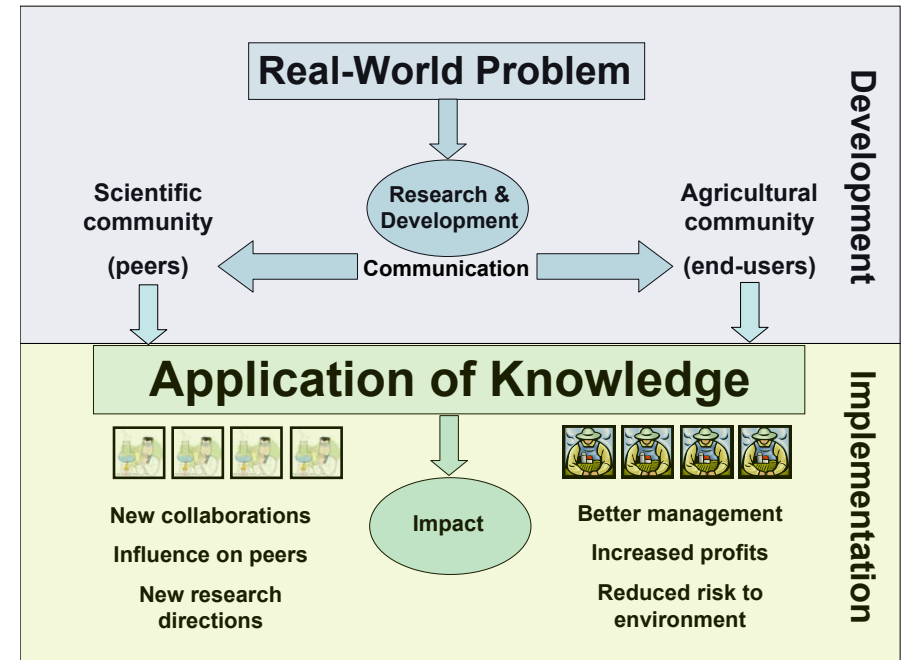 Real-World Problem
Development
Scientific
community
(peers)
Research &
Development
Communication
Agricultural
community
(end-users)
Application of Knowledge
Implementation
New collaborations
Influence on peers
New research
directions
Impact
Better management
Increased profits
Reduced risk to
environment